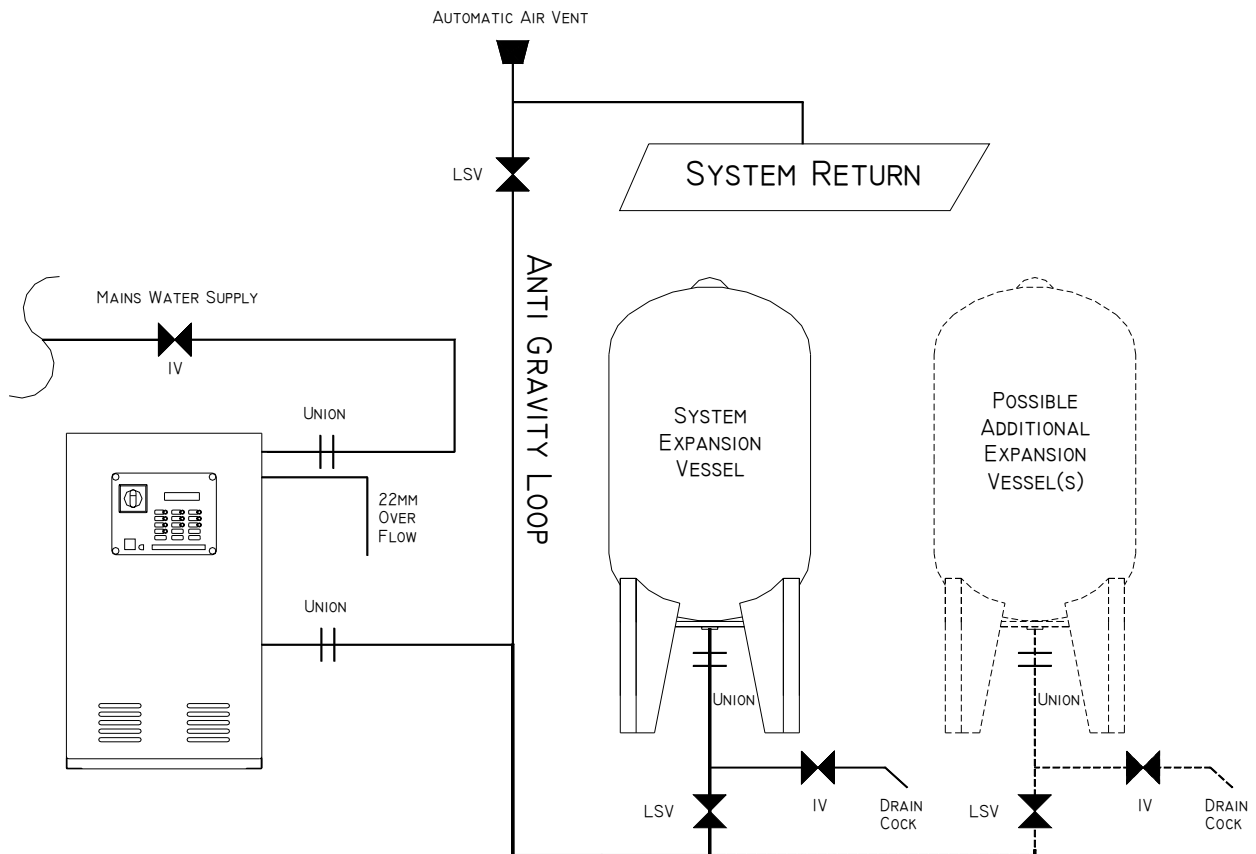 Automatic Air Vent
LSV
System Return
Mains Water Supply
IV
Anti Gravity Loop
Union
22mm
Over
Flow
Union
System
Expansion
Vessel
Possible
Additional
Expansion
Vessel(s)
Union
Union
LSV
IV
Drain
Cock
LSV
IV
Drain
Cock